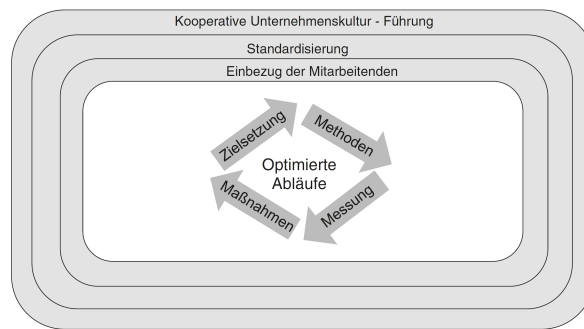 Kooperative Unternehmenskultur - Führung
Standardisierung
Einbezug der Mitarbeitenden
Zielsetzung
Methoden
Optimierte
Abläufe
Maßnahmen
Messung